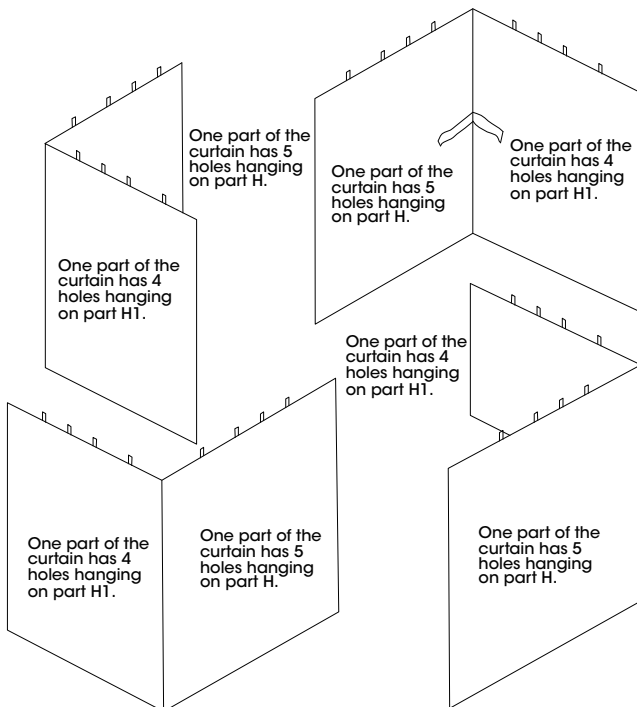 One part of the
curtain has 5
holes hanging
on part H.
One part of the
curtain has 4
holes hanging
on part H1.
One part of the
curtain has 5
holes hanging
on part H.
One part of the
curtain has 4
holes hanging
on part H1.
One part of the
curtain has 4
holes hanging
on part H1.
One part of the
curtain has 5
holes hanging
on part H.
One part of the
curtain has 4
holes hanging
on part H1.
One part of the
curtain has 5
holes hanging
on part H.